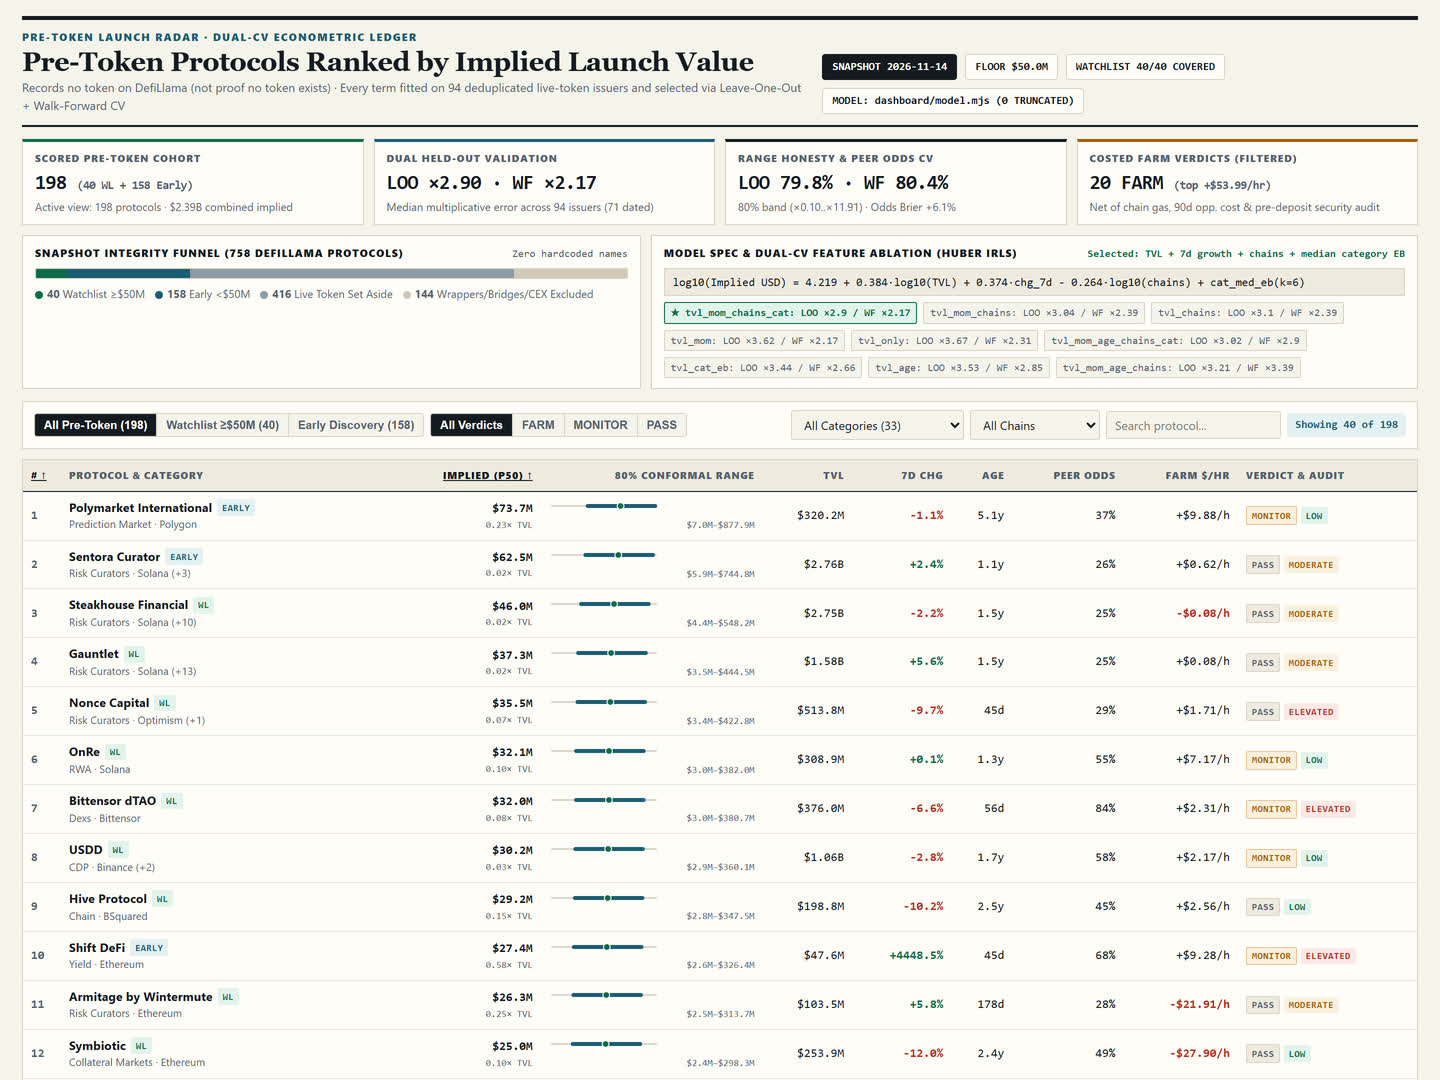 PRE-TOKEN LAUNCH RADAR · DUAL-CV ECONOMETRIC LEDGER
Pre-Token Protocols Ranked by Implied Launch Value
Records no token on DefiLlama (not proof no token exists) · Every term fitted on 94 deduplicated live-token issuers and selected via Leave-One-Out
+ Walk-Forward CV
SNAPSHOT 2026-11-14
FLOOR $50.0M
WATCHLIST 40/40 COVERED
MODEL: dashboard/model.mjs (0 TRUNCATED)
SCORED PRE-TOKEN COHORT
198 (40 WL + 158 Early)
Active view: 198 protocols · $2.39B combined implied
DUAL HELD-OUT VALIDATION
LOO ×2.90 · WF ×2.17
Median multiplicative error across 94 issuers (71 dated)
RANGE HONESTY & PEER ODDS CV
LOO 79.8% · WF 80.4%
80% band (×0.10..×11.91) · Odds Brier +6.1%
COSTED FARM VERDICTS (FILTERED)
20 FARM (top +$53.99/hr)
Net of chain gas, 90d opp. cost & pre-deposit security audit
SNAPSHOT INTEGRITY FUNNEL (758 DEFILLAMA PROTOCOLS)
Zero hardcoded names
40 Watchlist ≥$50M
158 Early <$50M
416 Live Token Set Aside
144 Wrappers/Bridges/CEX Excluded
MODEL SPEC & DUAL-CV FEATURE ABLATION (HUBER IRLS)
Selected: TVL + 7d growth + chains + median category EB
log10(Implied USD) = 4.219 + 0.384·log10(TVL) + 0.374·chg_7d - 0.264·log10(chains) + cat_med_eb(k=6)
★ tvl_mom_chains_cat: LOO ×2.9 / WF ×2.17
tvl_mom_chains: LOO ×3.04 / WF ×2.39
tvl_chains: LOO ×3.1 / WF ×2.39
tvl_mom: LOO ×3.62 / WF ×2.17
tvl_only: LOO ×3.67 / WF ×2.31
tvl_mom_age_chains_cat: LOO ×3.02 / WF ×2.9
tvl_cat_eb: LOO ×3.44 / WF ×2.66
tvl_age: LOO ×3.53 / WF ×2.85
tvl_mom_age_chains: LOO ×3.21 / WF ×3.39
All Pre-Token (198)
Watchlist ≥$50M (40)
Early Discovery (158)
All Verdicts
FARM
MONITOR
PASS
All Categories (33)
All Chains
Search protocol...
Showing 40 of 198
# ↑ PROTOCOL & CATEGORY IMPLIED (P50) ↑ 80% CONFORMAL RANGE TVL 7D CHG AGE PEER ODDS FARM $/HR VERDICT & AUDIT
1 Polymarket International EARLY $73.7M $320.2M -1.1% 5.1y 37% +$9.88/h MONITOR LOW
Prediction Market · Polygon 0.23× TVL $7.0M–$877.9M
2 Sentora Curator EARLY $62.5M $2.76B +2.4% 1.1y 26% +$0.62/h PASS MODERATE
Risk Curators · Solana (+3) 0.02× TVL $5.9M–$744.8M
3 Steakhouse Financial WL $46.0M $2.75B -2.2% 1.5y 25% -$0.08/h PASS MODERATE
Risk Curators · Solana (+10) 0.02× TVL $4.4M–$548.2M
4 Gauntlet WL $37.3M $1.58B +5.6% 1.5y 25% +$0.08/h PASS MODERATE
Risk Curators · Solana (+13) 0.02× TVL $3.5M–$444.5M
5 Nonce Capital WL $35.5M $513.8M -9.7% 45d 29% +$1.71/h PASS ELEVATED
Risk Curators · Optimism (+1) 0.07× TVL $3.4M–$422.8M
6 OnRe WL $32.1M $308.9M +0.1% 1.3y 55% +$7.17/h MONITOR LOW
RWA · Solana 0.10× TVL $3.0M–$382.0M
7 Bittensor dTAO WL $32.0M $376.0M -6.6% 56d 84% +$2.31/h MONITOR ELEVATED
Dexs · Bittensor 0.08× TVL $3.0M–$380.7M
8 USDD WL $30.2M $1.06B -2.8% 1.7y 58% +$2.17/h MONITOR LOW
CDP · Binance (+2) 0.03× TVL $2.9M–$360.1M
9 Hive Protocol WL $29.2M $198.8M -10.2% 2.5y 45% +$2.56/h PASS LOW
Chain · BSquared 0.15× TVL $2.8M–$347.5M
10 Shift DeFi EARLY $27.4M $47.6M +4448.5% 45d 68% +$9.28/h MONITOR ELEVATED
Yield · Ethereum 0.58× TVL $2.6M–$326.4M
11 Armitage by Wintermute WL $26.3M $103.5M +5.8% 178d 28% -$21.91/h PASS MODERATE
Risk Curators · Ethereum 0.25× TVL $2.5M–$313.7M
12 Symbiotic WL $25.0M $253.9M -12.0% 2.4y 49% -$27.90/h PASS LOW
Collateral Markets · Ethereum 0.10× TVL $2.4M–$298.3M